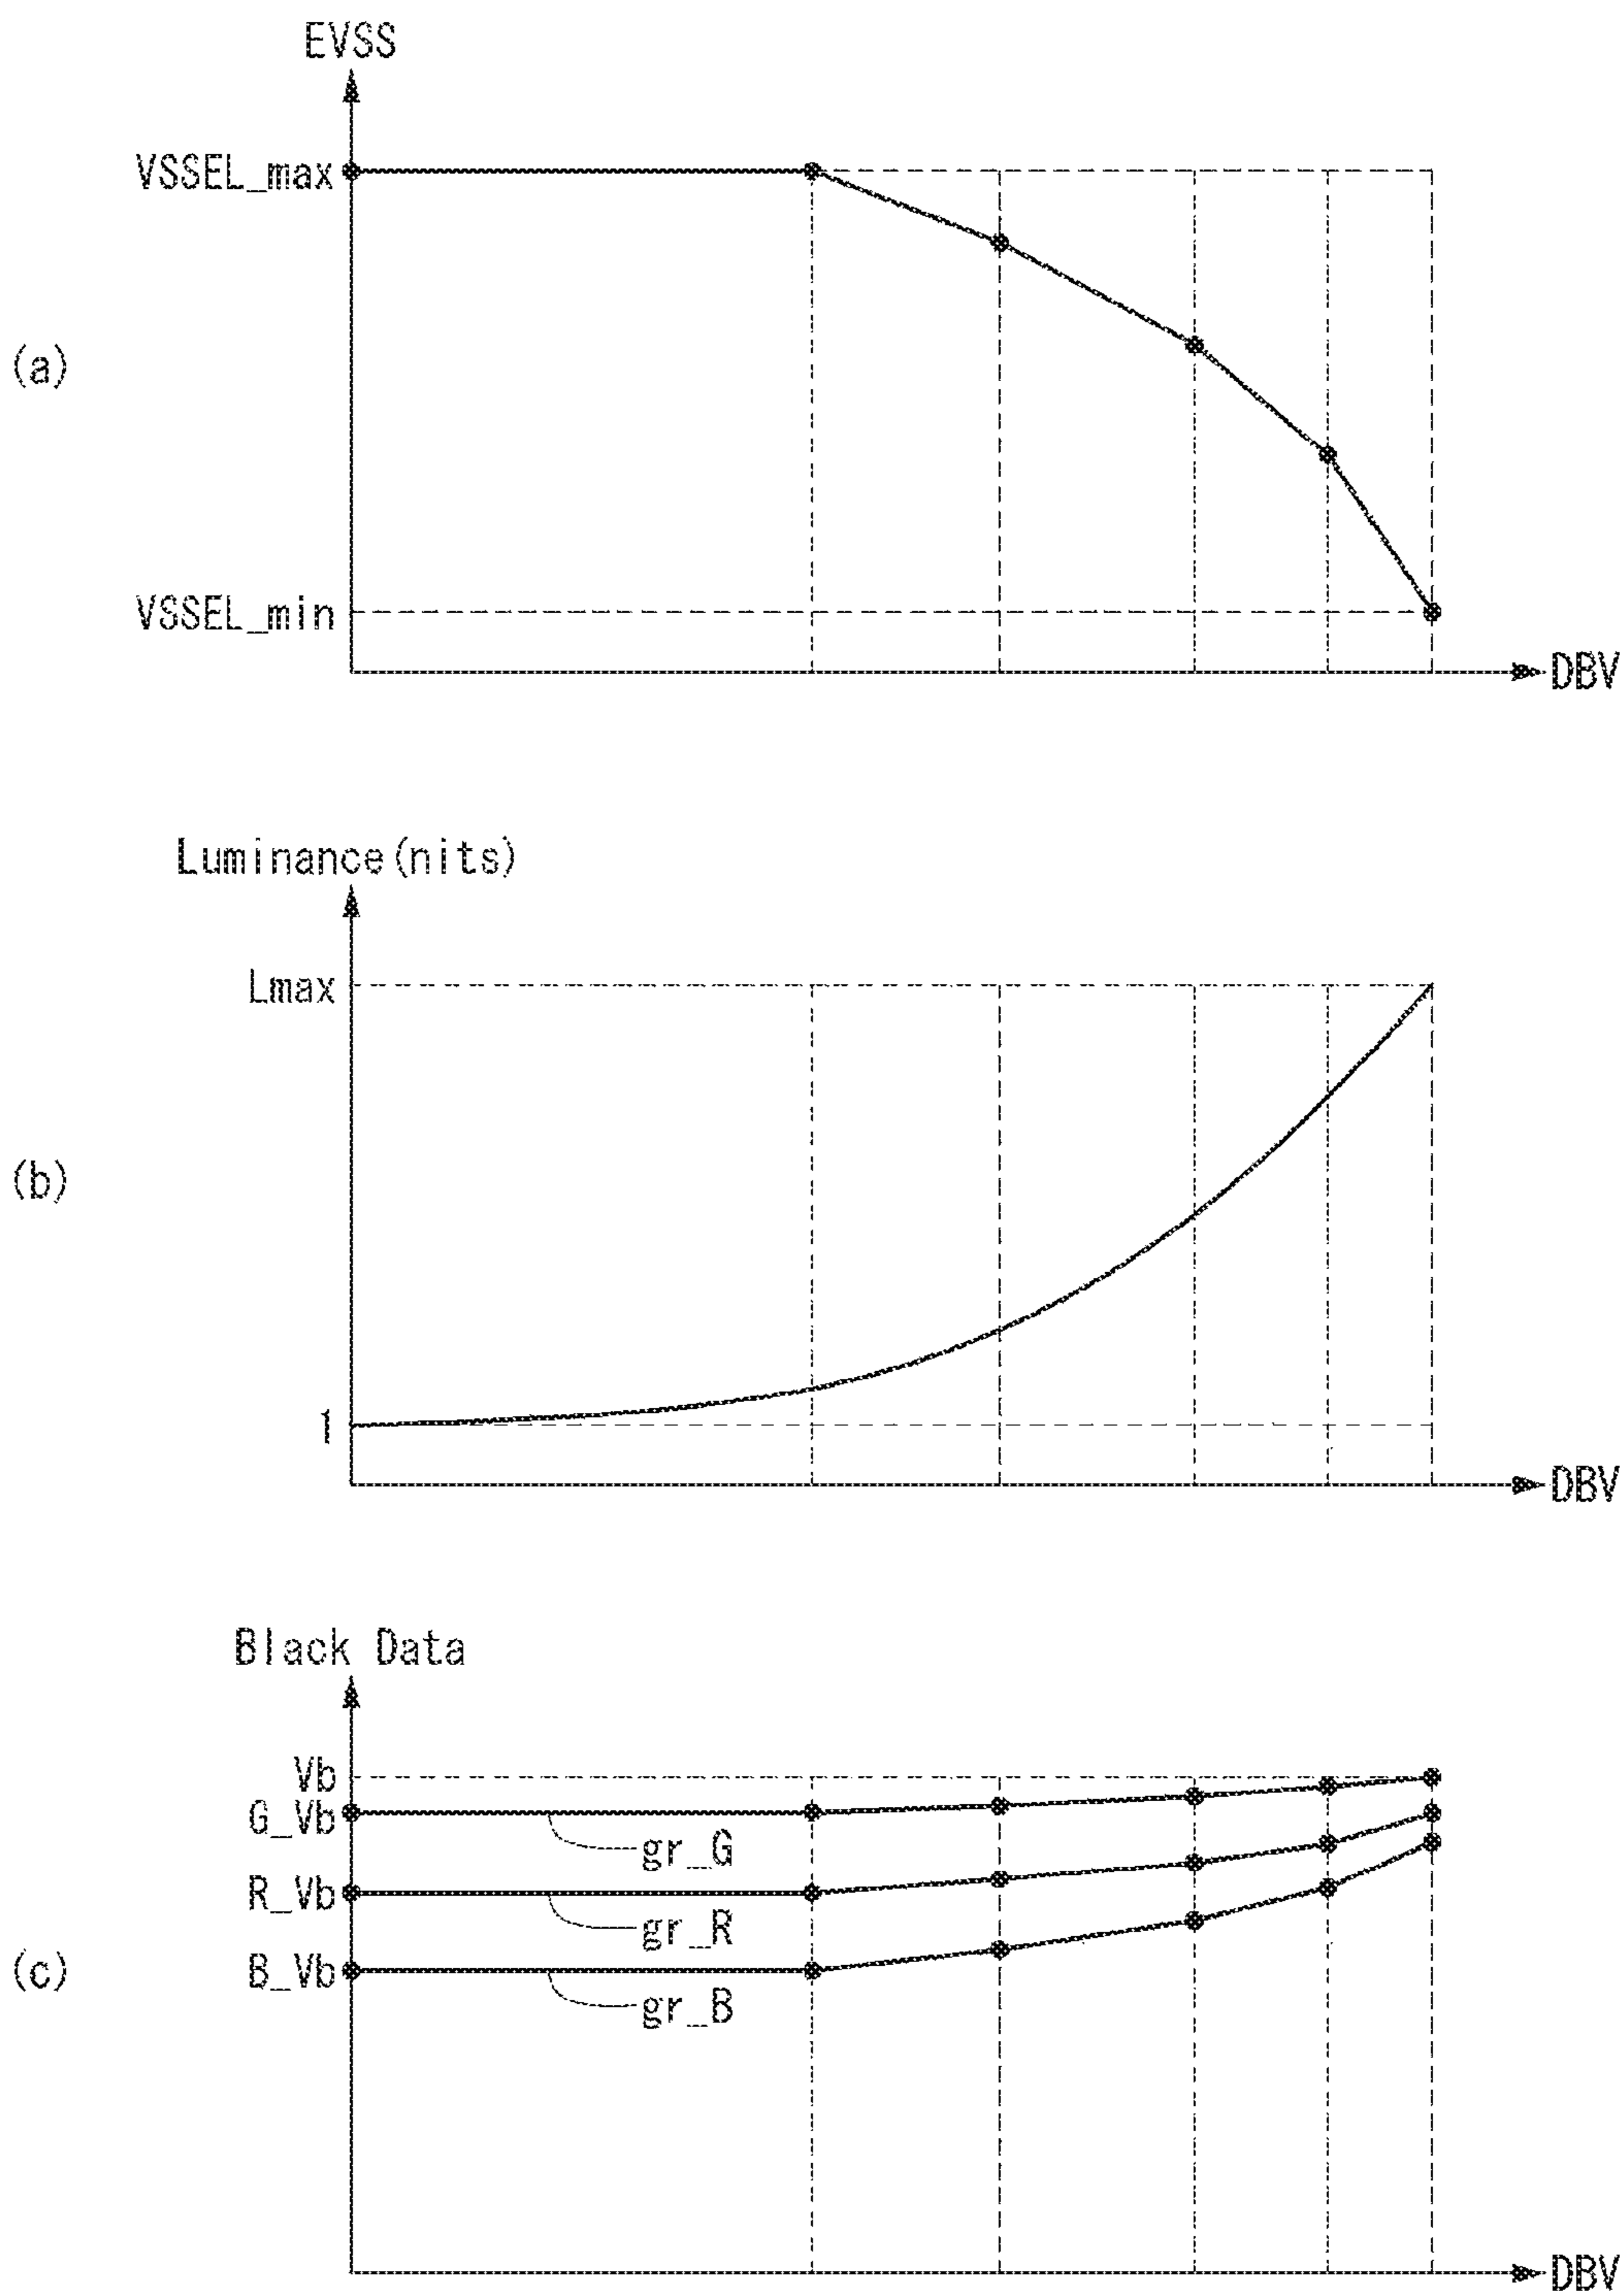 EVSS
VSSEL_max
(a)
VSSEL_min
DBV
Luminance(nits)
Lmax
(b)
1
DBV
Black Data
Vb
G_Vb
gr_G
R_Vb
gr_R
(c)
B_Vb
gr_B
DBV